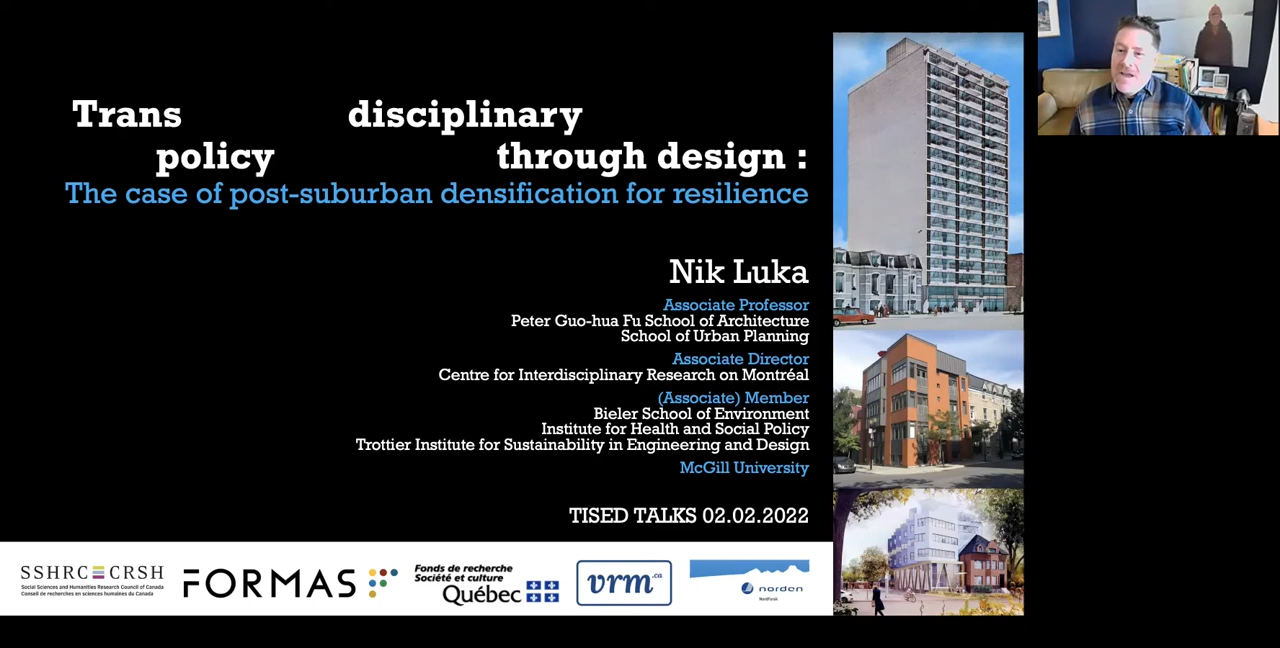 Trans disciplinary
policy through design :
The case of post-suburban densification for resilience
Nik Luka
Associate Professor
Peter Guo-hua Fu School of Architecture
School of Urban Planning
Associate Director
Centre for Interdisciplinary Research on Montréal
(Associate) Member
Bieler School of Environment
Institute for Health and Social Policy
Trottier Institute for Sustainability in Engineering and Design
McGill University
TISED TALKS 02.02.2022
SSHRC CRSH
Social Sciences and Humanities Research Council of Canada
Conseil de recherches en sciences humaines du Canada
FORMAS
Fonds de recherche
Société et culture
Québec
vrm.ca
norden
NordForsk